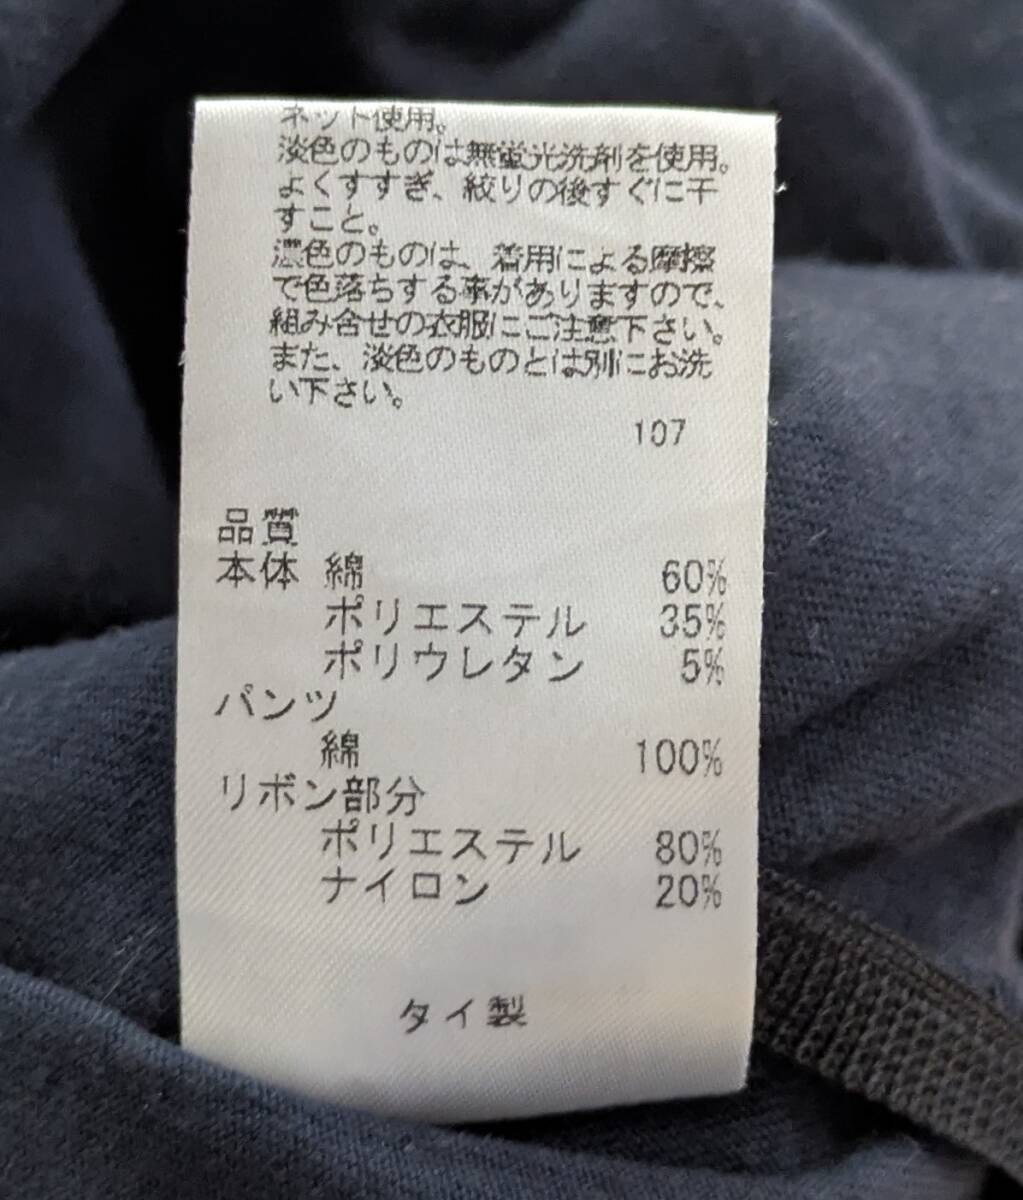 ネット使用。
淡色のものは無蛍光洗剤を使用。
よくすすぎ、絞りの後すぐに干
すこと。
濃色のものは、着用による摩擦
で色落ちする事がありますので、
組み合せの衣服にご注意下さい。
また、淡色のものとは別にお洗
い下さい。
107
品質
本体 綿 60%
ポリエステル 35%
ポリウレタン 5%
パンツ
綿 100%
リボン部分
ポリエステル 80%
ナイロン 20%
タイ製